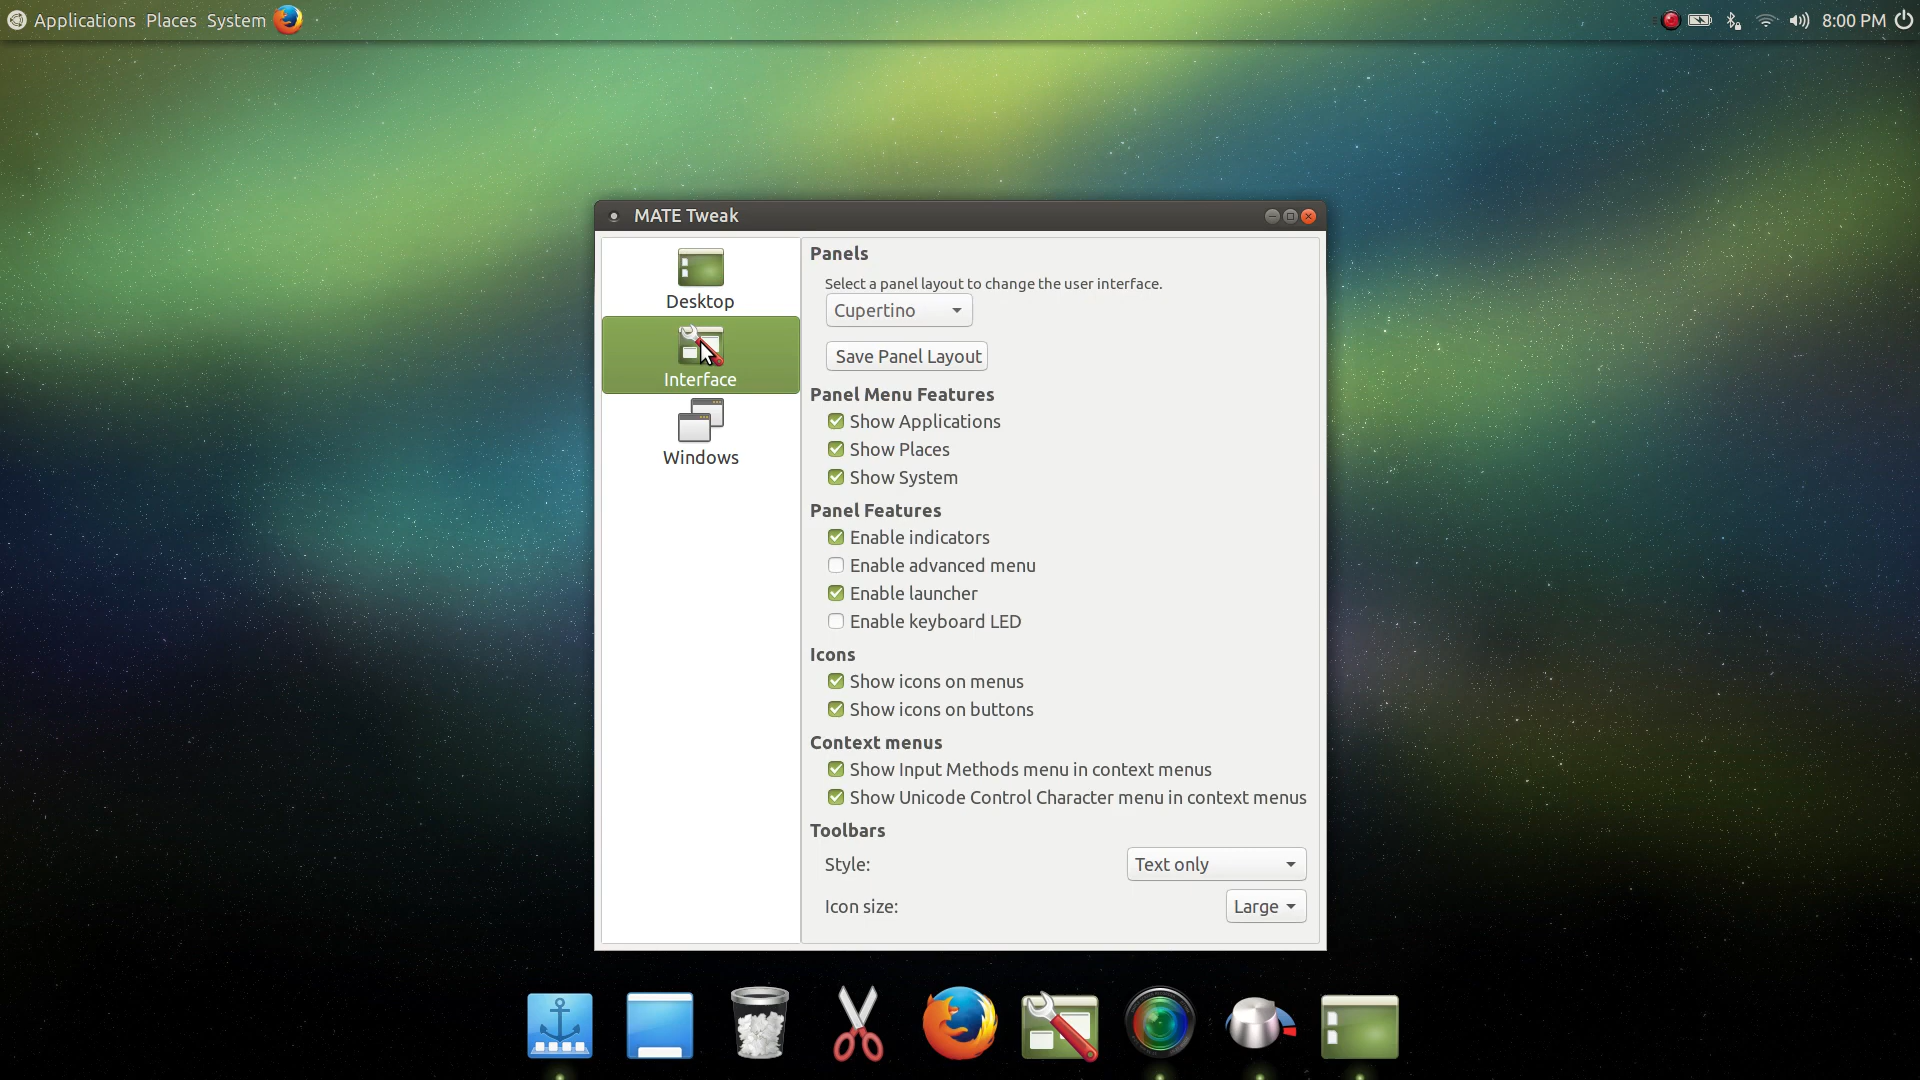 Applications Places System
8:00 PM
MATE Tweak
Desktop
Interface
Windows
Panels
Select a panel layout to change the user interface.
Cupertino
Save Panel Layout
Panel Menu Features
Show Applications
Show Places
Show System
Panel Features
Enable indicators
Enable advanced menu
Enable launcher
Enable keyboard LED
Icons
Show icons on menus
Show icons on buttons
Context menus
Show Input Methods menu in context menus
Show Unicode Control Character menu in context menus
Toolbars
Style: Text only
Icon size: Large